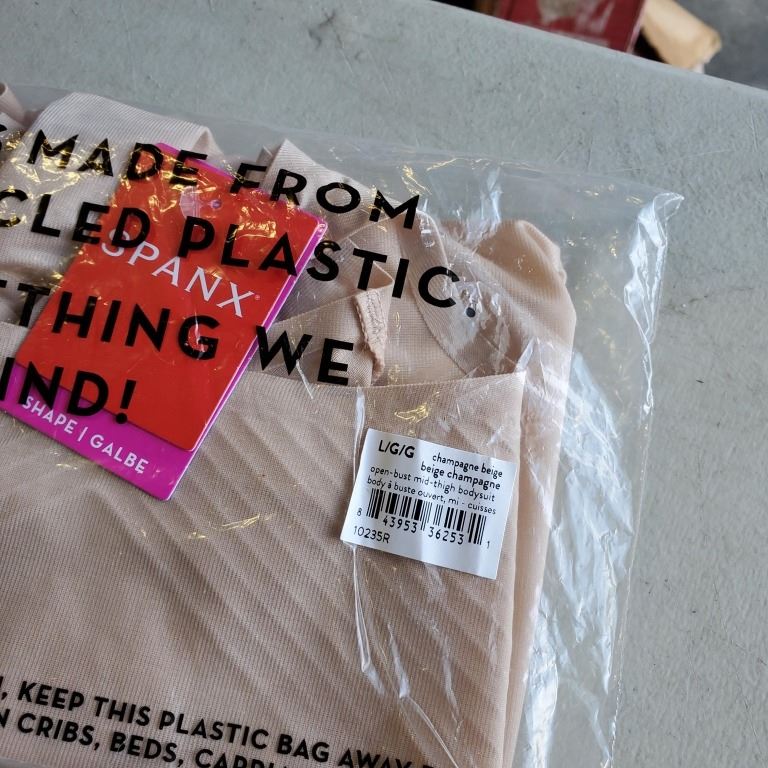 MADE FROM
CLED PLASTIC.
THING WE
IND!
SPANX®
SHAPE | GALBE
L/G/G champagne beige
beige champagne
open-bust mid-thigh bodysuit
body à buste ouvert, mi - cuisses
8 43953 36253 1
10235R
, KEEP THIS PLASTIC BAG AWAY
N CRIBS, BEDS,